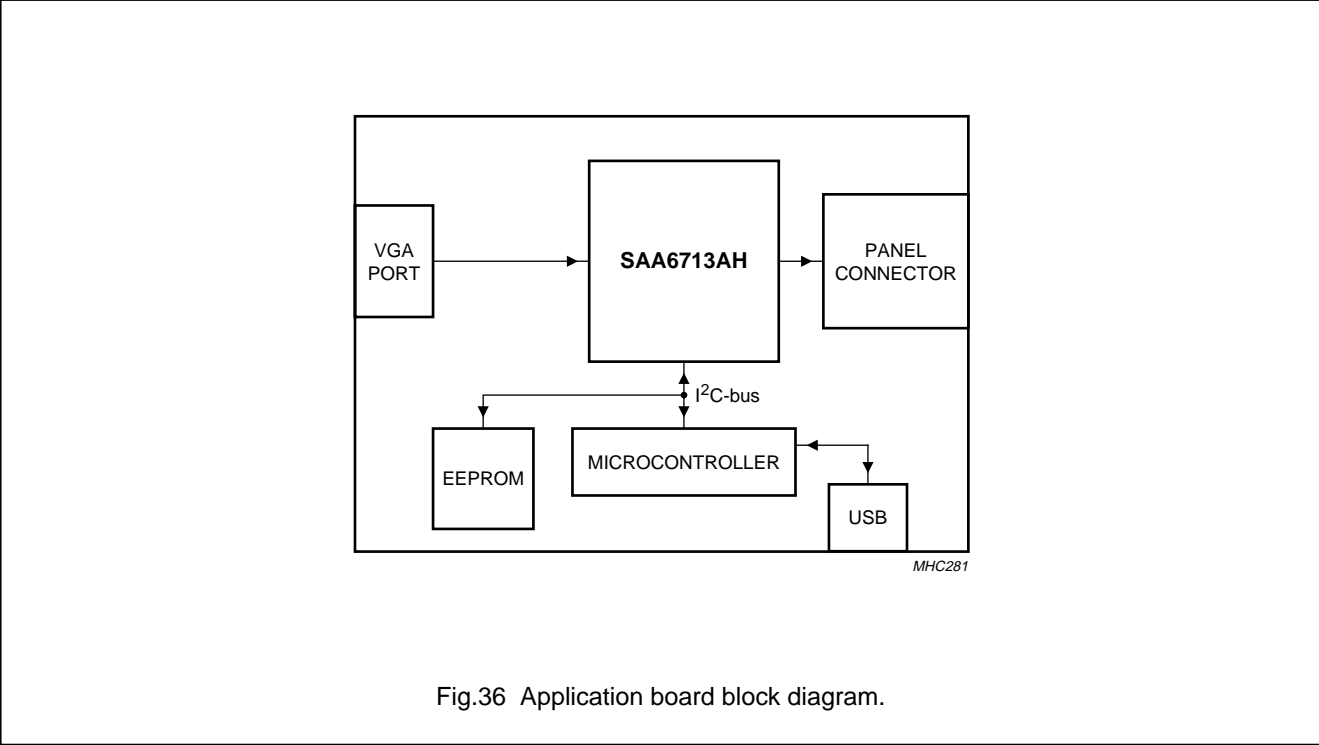 VGA
PORT
SAA6713AH
PANEL
CONNECTOR
I²C-bus
EEPROM
MICROCONTROLLER
USB
MHC281
Fig.36 Application board block diagram.